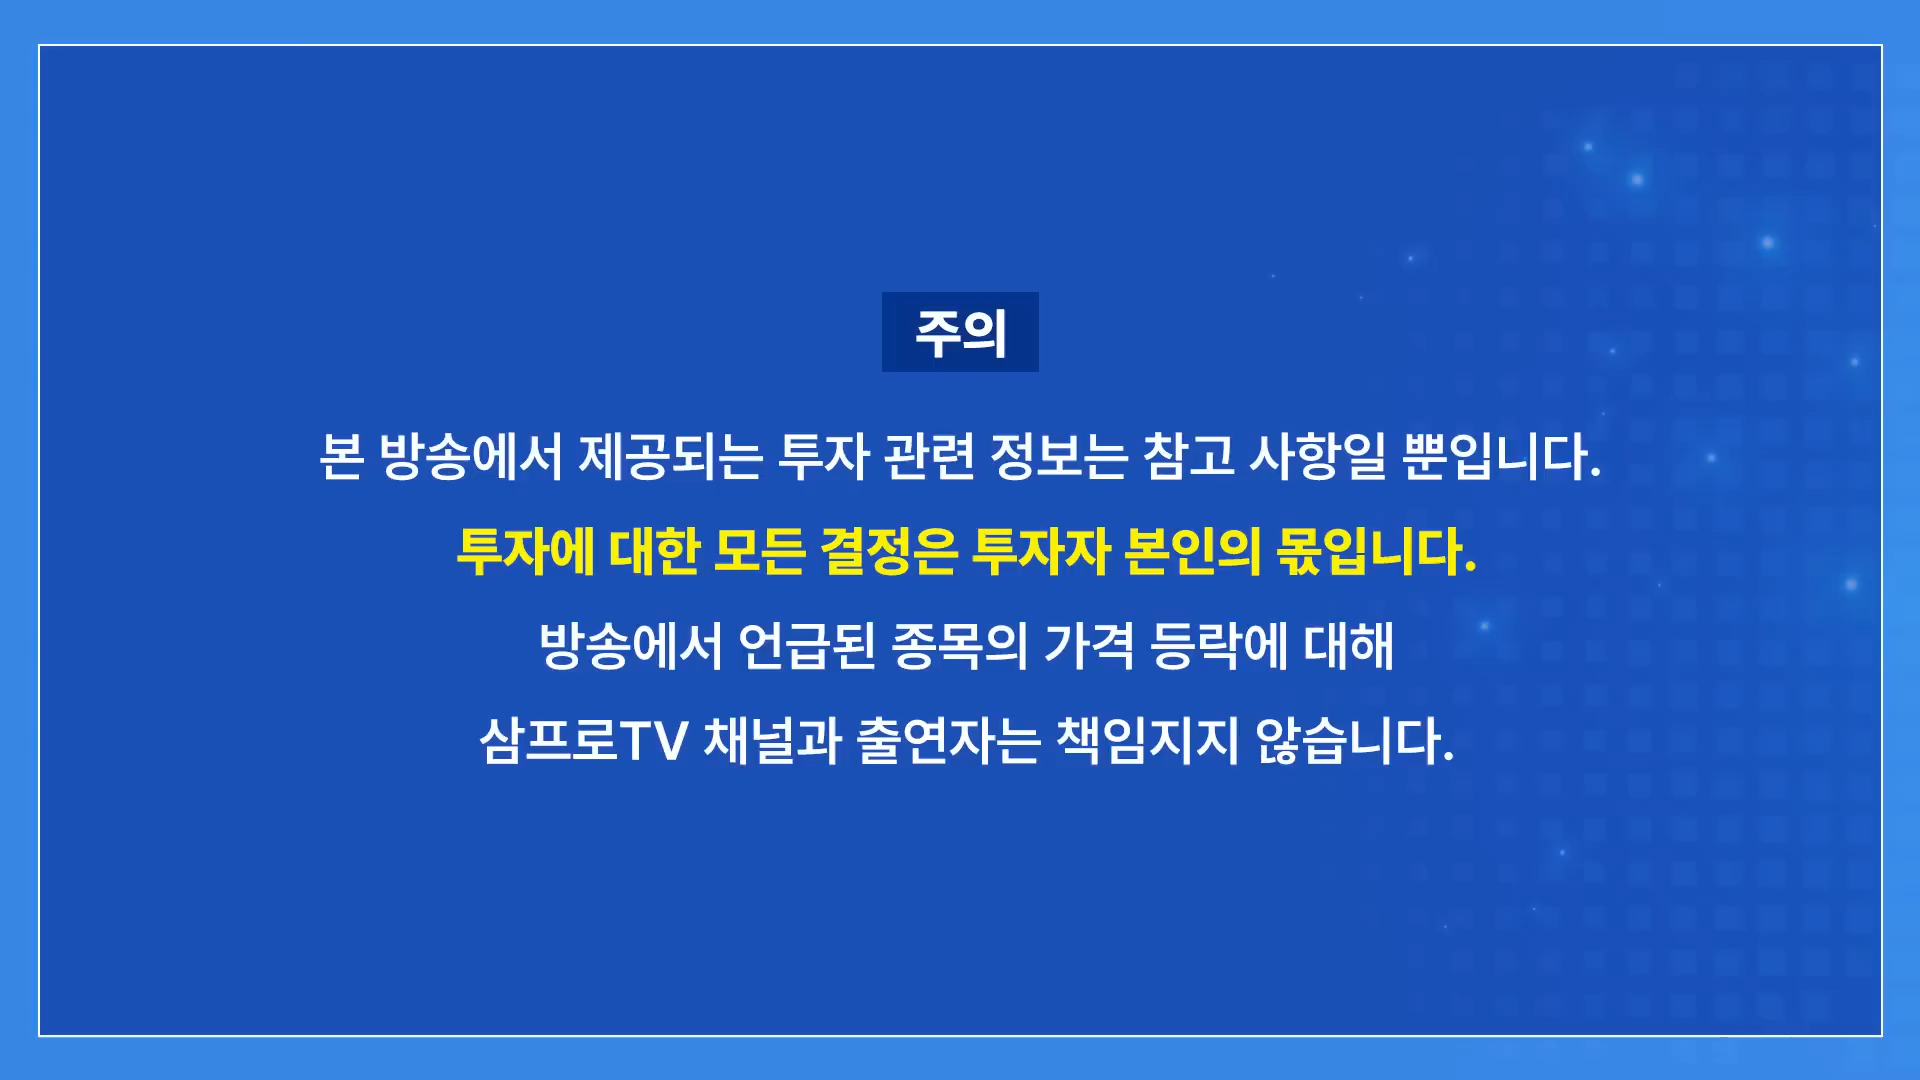 주의
본 방송에서 제공되는 투자 관련 정보는 참고 사항일 뿐입니다.
투자에 대한 모든 결정은 투자자 본인의 몫입니다.
방송에서 언급된 종목의 가격 등락에 대해
삼프로TV 채널과 출연자는 책임지지 않습니다.